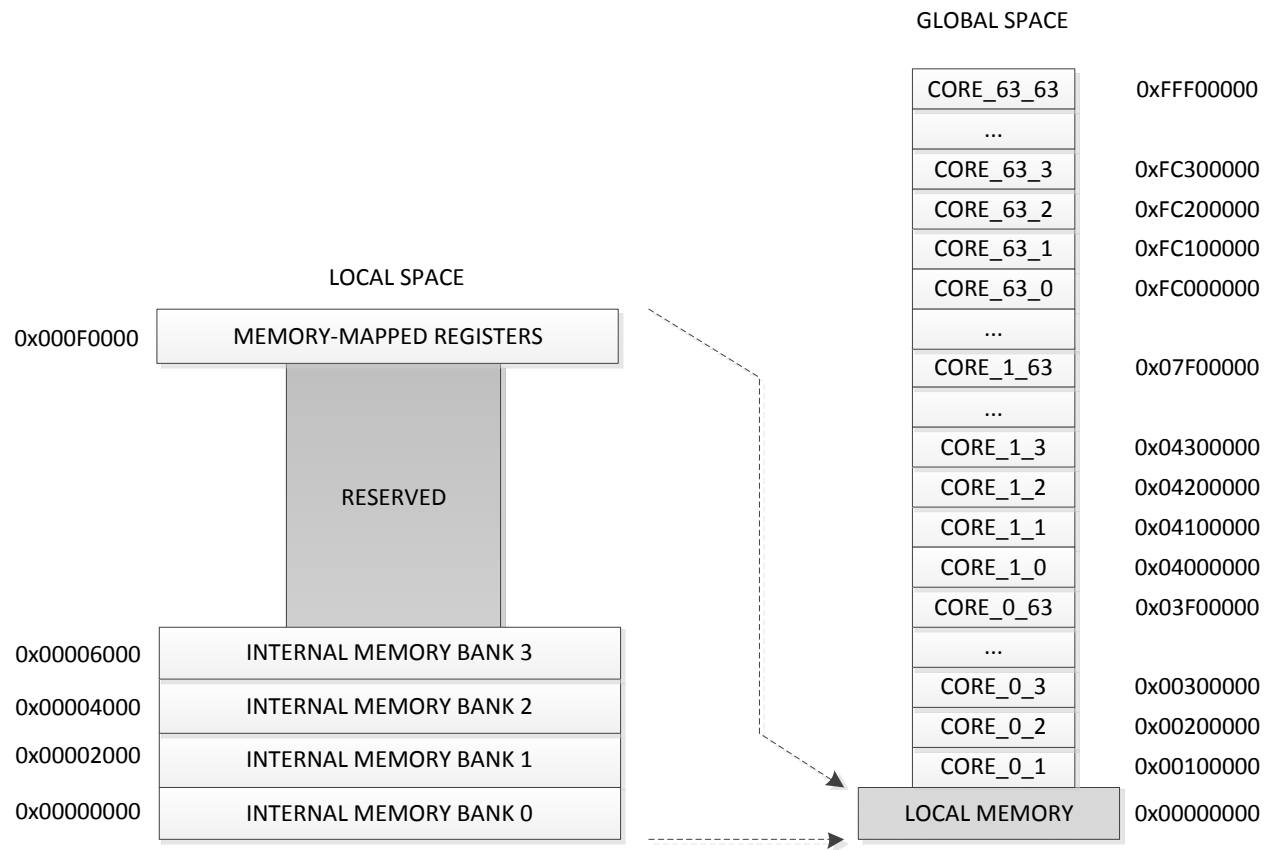 GLOBAL SPACE
CORE_63_63 0xFFF00000
...
CORE_63_3 0xFC300000
CORE_63_2 0xFC200000
CORE_63_1 0xFC100000
CORE_63_0 0xFC000000
...
CORE_1_63 0x07F00000
...
CORE_1_3 0x04300000
CORE_1_2 0x04200000
CORE_1_1 0x04100000
CORE_1_0 0x04000000
CORE_0_63 0x03F00000
...
CORE_0_3 0x00300000
CORE_0_2 0x00200000
CORE_0_1 0x00100000
LOCAL MEMORY 0x00000000
LOCAL SPACE
0x000F0000 MEMORY-MAPPED REGISTERS
RESERVED
0x00006000 INTERNAL MEMORY BANK 3
0x00004000 INTERNAL MEMORY BANK 2
0x00002000 INTERNAL MEMORY BANK 1
0x00000000 INTERNAL MEMORY BANK 0